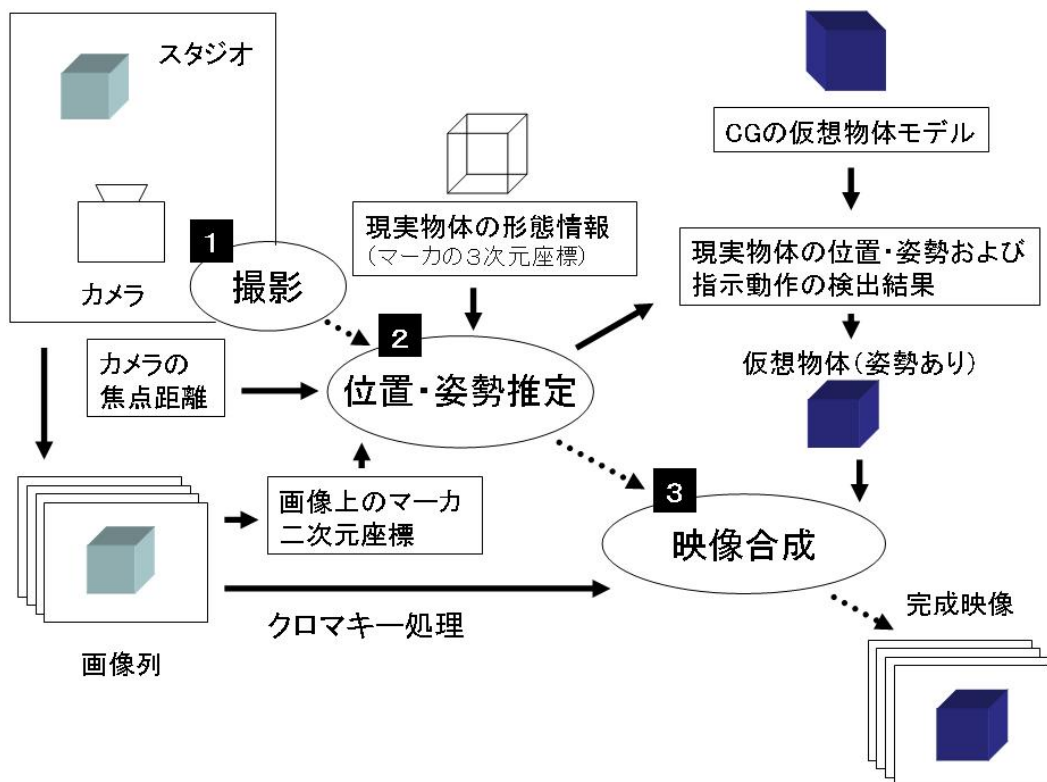 スタジオ
カメラ
1
撮影
現実物体の形態情報
(マーカの3次元座標)
CGの仮想物体モデル
現実物体の位置・姿勢および
指示動作の検出結果
仮想物体(姿勢あり)
カメラの
焦点距離
2
位置・姿勢推定
画像上のマーカ
二次元座標
3
映像合成
クロマキー処理
画像列
完成映像